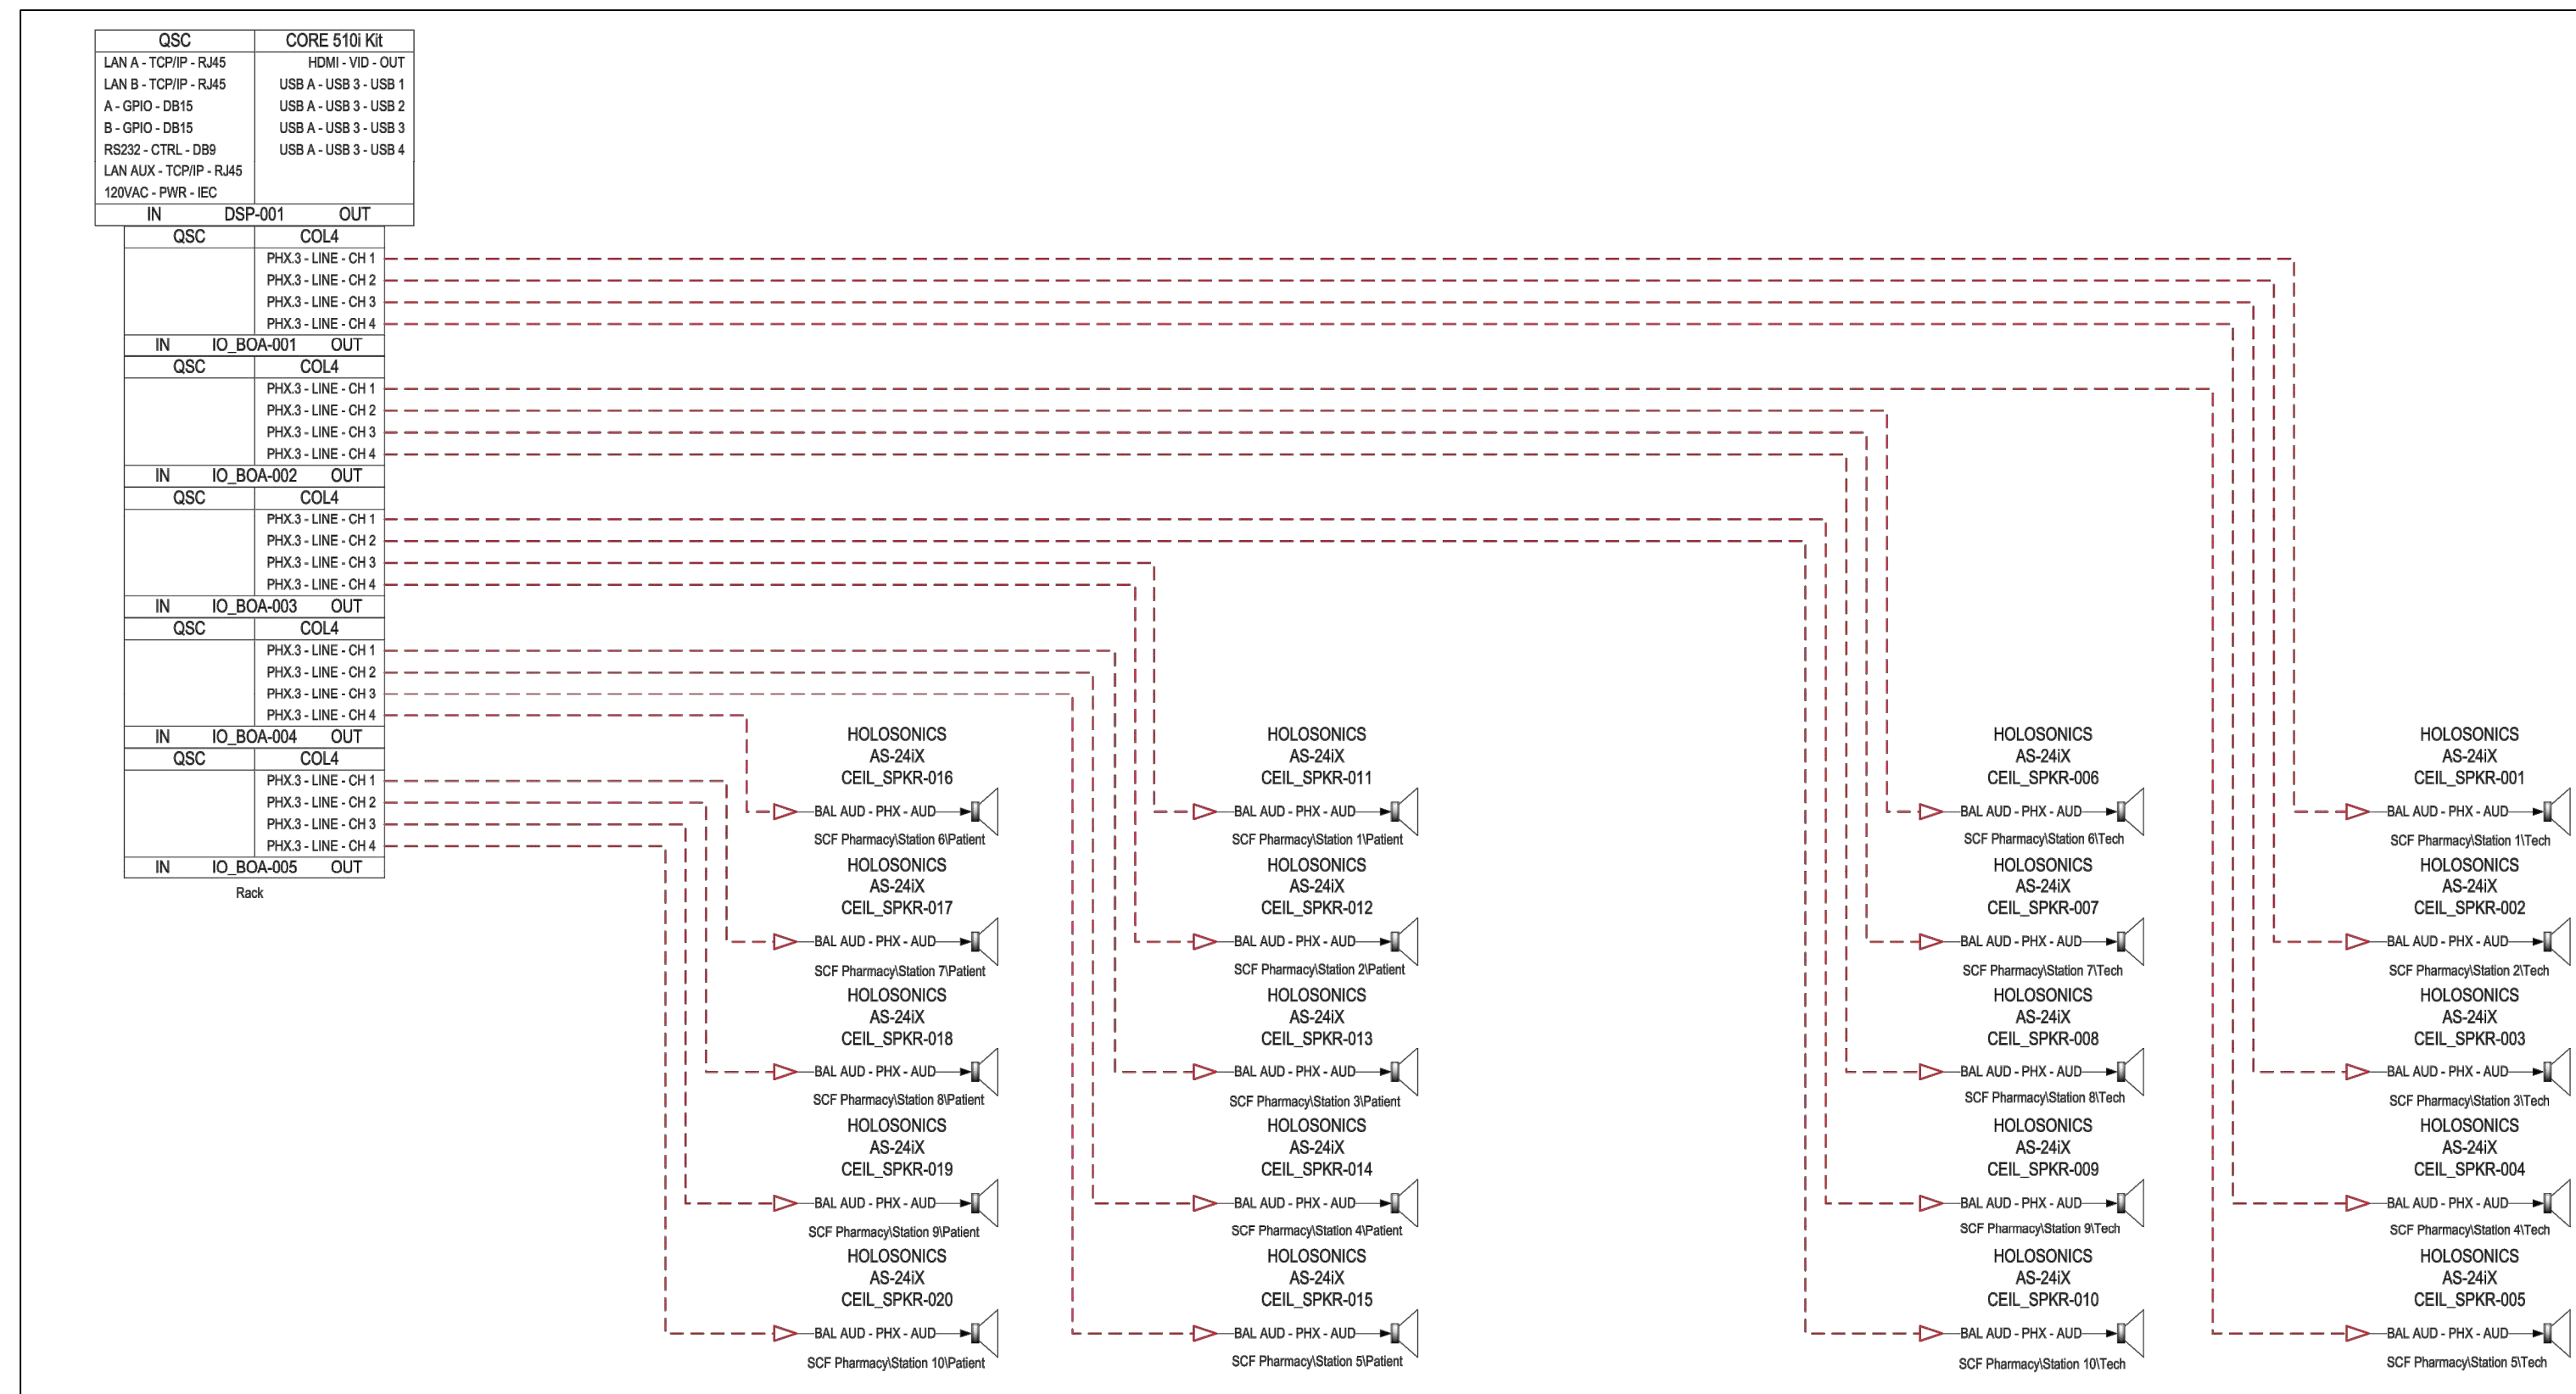 QSC CORE 510i Kit
LAN A - TCP/IP - RJ45 HDMI - VID - OUT
LAN B - TCP/IP - RJ45 USB A - USB 3 - USB 1
A - GPIO - DB15 USB A - USB 3 - USB 2
B - GPIO - DB15 USB A - USB 3 - USB 3
RS232 - CTRL - DB9 USB A - USB 3 - USB 4
LAN AUX - TCP/IP - RJ45
120VAC - PWR - IEC
IN DSP-001 OUT
QSC COL4
PHX.3 - LINE - CH 1
PHX.3 - LINE - CH 2
PHX.3 - LINE - CH 3
PHX.3 - LINE - CH 4
IN IO_BOA-001 OUT
QSC COL4
PHX.3 - LINE - CH 1
PHX.3 - LINE - CH 2
PHX.3 - LINE - CH 3
PHX.3 - LINE - CH 4
IN IO_BOA-002 OUT
QSC COL4
PHX.3 - LINE - CH 1
PHX.3 - LINE - CH 2
PHX.3 - LINE - CH 3
PHX.3 - LINE - CH 4
IN IO_BOA-003 OUT
QSC COL4
PHX.3 - LINE - CH 1
PHX.3 - LINE - CH 2
PHX.3 - LINE - CH 3
PHX.3 - LINE - CH 4
IN IO_BOA-004 OUT
QSC COL4
PHX.3 - LINE - CH 1
PHX.3 - LINE - CH 2
PHX.3 - LINE - CH 3
PHX.3 - LINE - CH 4
IN IO_BOA-005 OUT
Rack
HOLOSONICS
AS-24iX
CEIL_SPKR-016
BAL AUD - PHX - AUD
SCF Pharmacy\Station 6\Patient
HOLOSONICS
AS-24iX
CEIL_SPKR-017
BAL AUD - PHX - AUD
SCF Pharmacy\Station 7\Patient
HOLOSONICS
AS-24iX
CEIL_SPKR-018
BAL AUD - PHX - AUD
SCF Pharmacy\Station 8\Patient
HOLOSONICS
AS-24iX
CEIL_SPKR-019
BAL AUD - PHX - AUD
SCF Pharmacy\Station 9\Patient
HOLOSONICS
AS-24iX
CEIL_SPKR-020
BAL AUD - PHX - AUD
SCF Pharmacy\Station 10\Patient
HOLOSONICS
AS-24iX
CEIL_SPKR-011
BAL AUD - PHX - AUD
SCF Pharmacy\Station 1\Patient
HOLOSONICS
AS-24iX
CEIL_SPKR-012
BAL AUD - PHX - AUD
SCF Pharmacy\Station 2\Patient
HOLOSONICS
AS-24iX
CEIL_SPKR-013
BAL AUD - PHX - AUD
SCF Pharmacy\Station 3\Patient
HOLOSONICS
AS-24iX
CEIL_SPKR-014
BAL AUD - PHX - AUD
SCF Pharmacy\Station 4\Patient
HOLOSONICS
AS-24iX
CEIL_SPKR-015
BAL AUD - PHX - AUD
SCF Pharmacy\Station 5\Patient
HOLOSONICS
AS-24iX
CEIL_SPKR-006
BAL AUD - PHX - AUD
SCF Pharmacy\Station 6\Tech
HOLOSONICS
AS-24iX
CEIL_SPKR-007
BAL AUD - PHX - AUD
SCF Pharmacy\Station 7\Tech
HOLOSONICS
AS-24iX
CEIL_SPKR-008
BAL AUD - PHX - AUD
SCF Pharmacy\Station 8\Tech
HOLOSONICS
AS-24iX
CEIL_SPKR-009
BAL AUD - PHX - AUD
SCF Pharmacy\Station 9\Tech
HOLOSONICS
AS-24iX
CEIL_SPKR-010
BAL AUD - PHX - AUD
SCF Pharmacy\Station 10\Tech
HOLOSONICS
AS-24iX
CEIL_SPKR-001
BAL AUD - PHX - AUD
SCF Pharmacy\Station 1\Tech
HOLOSONICS
AS-24iX
CEIL_SPKR-002
BAL AUD - PHX - AUD
SCF Pharmacy\Station 2\Tech
HOLOSONICS
AS-24iX
CEIL_SPKR-003
BAL AUD - PHX - AUD
SCF Pharmacy\Station 3\Tech
HOLOSONICS
AS-24iX
CEIL_SPKR-004
BAL AUD - PHX - AUD
SCF Pharmacy\Station 4\Tech
HOLOSONICS
AS-24iX
CEIL_SPKR-005
BAL AUD - PHX - AUD
SCF Pharmacy\Station 5\Tech